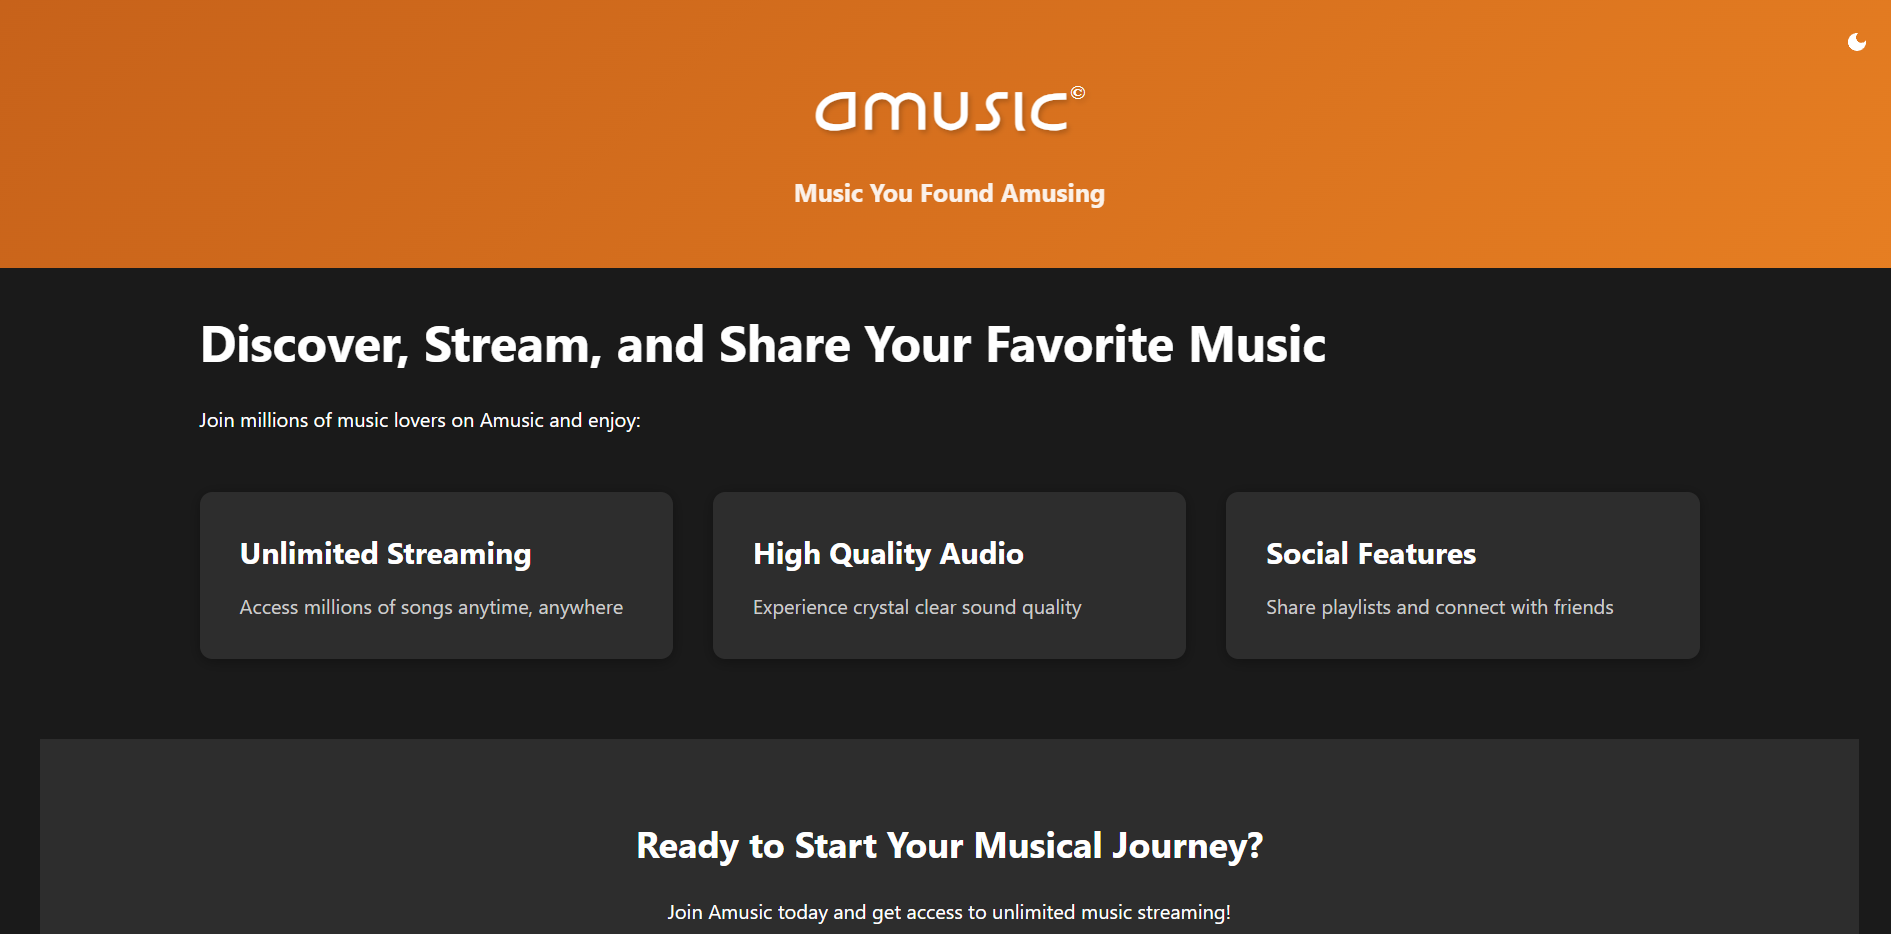 amusic©
Music You Found Amusing
Discover, Stream, and Share Your Favorite Music
Join millions of music lovers on Amusic and enjoy:
Unlimited Streaming
Access millions of songs anytime, anywhere
High Quality Audio
Experience crystal clear sound quality
Social Features
Share playlists and connect with friends
Ready to Start Your Musical Journey?
Join Amusic today and get access to unlimited music streaming!